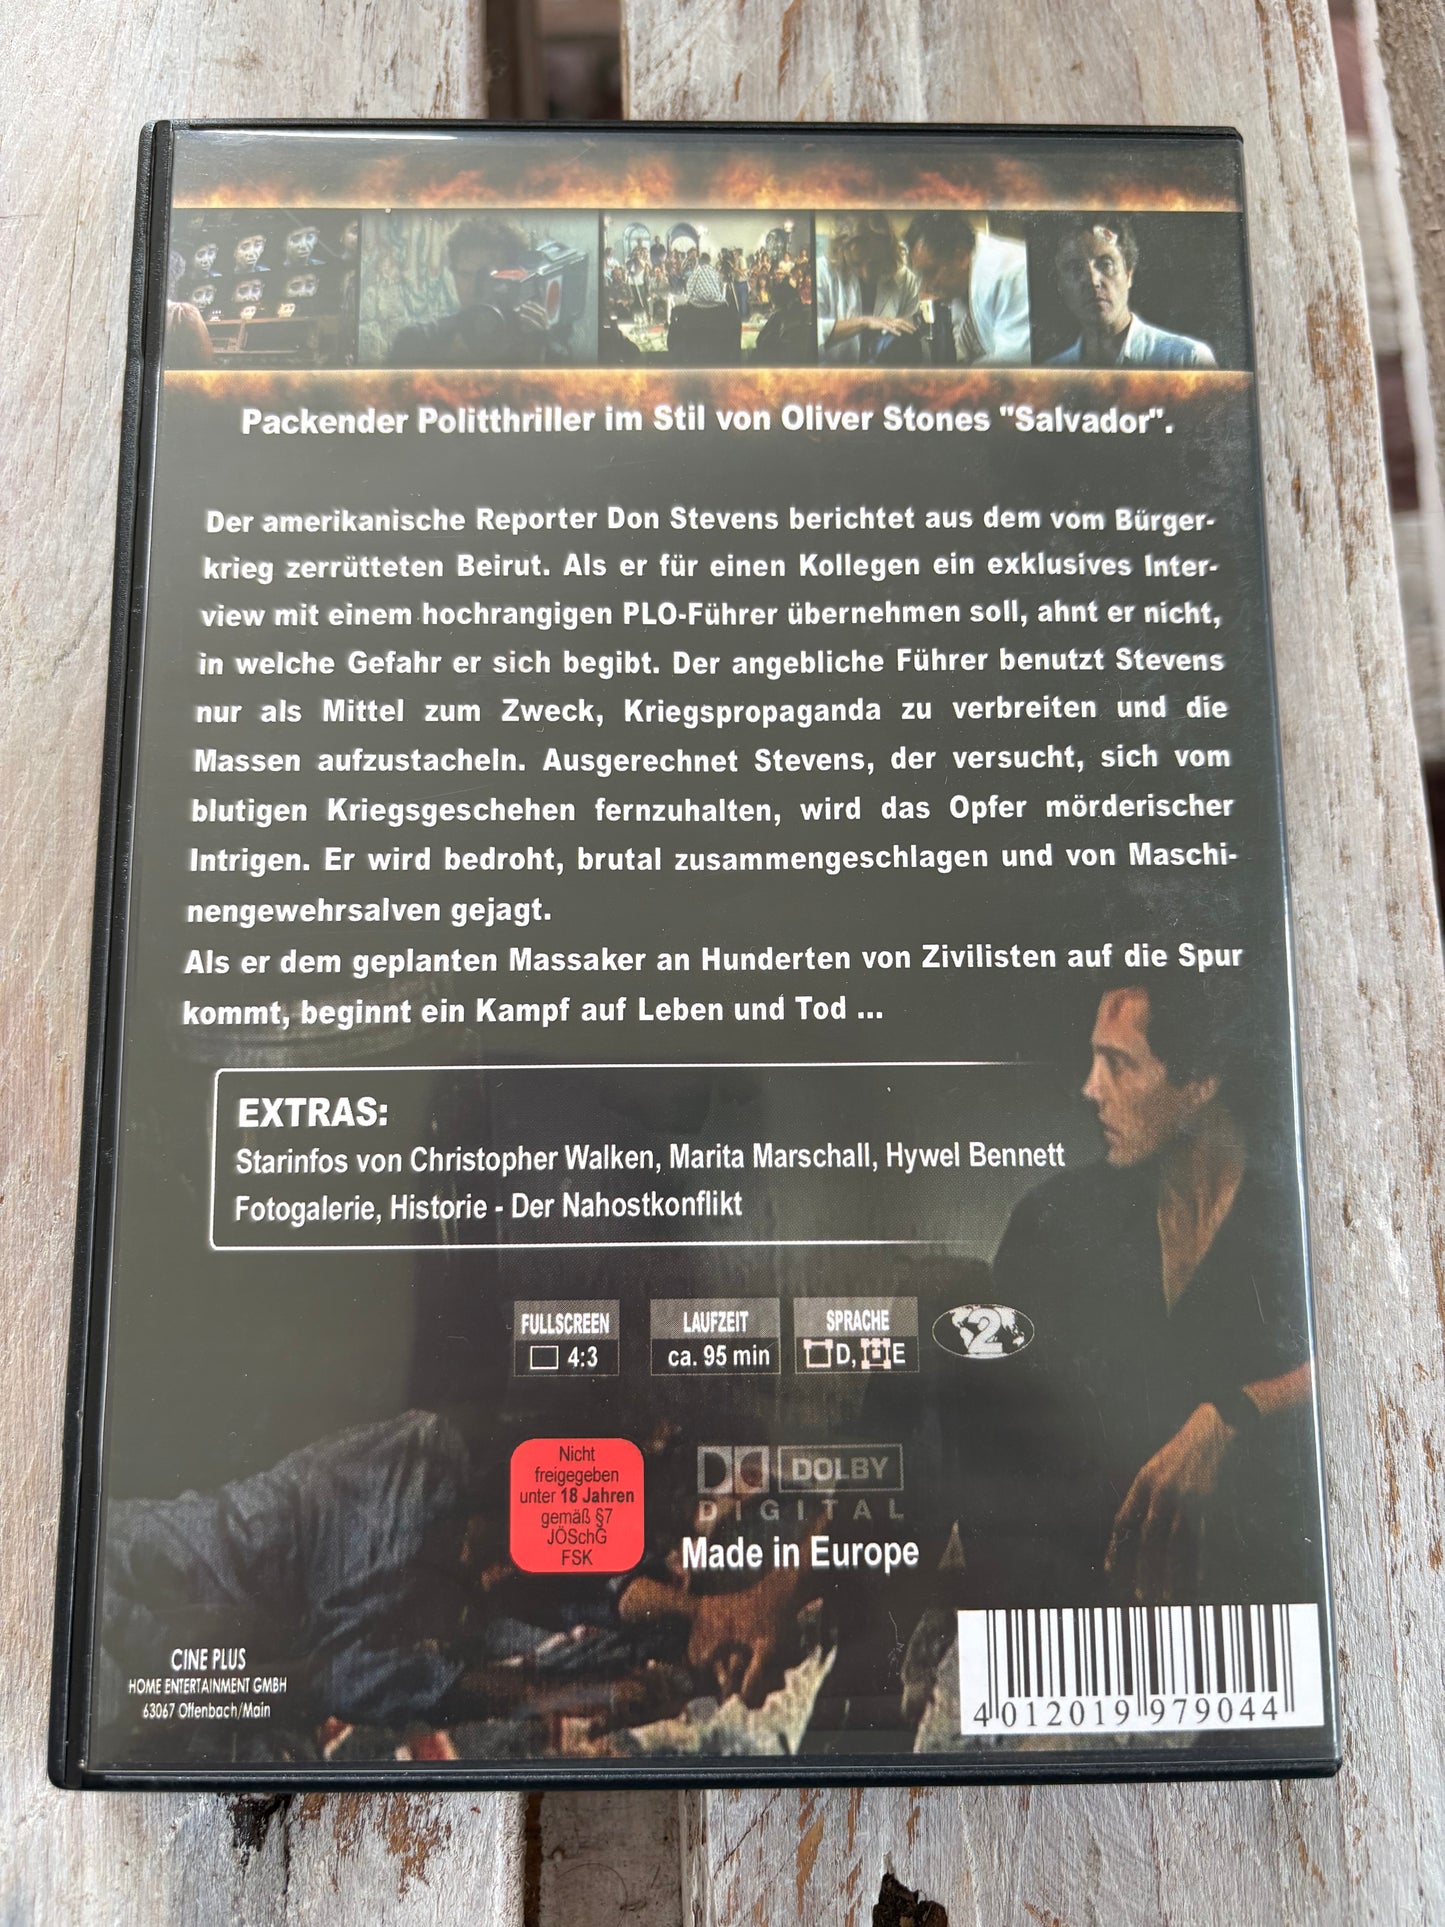 Packender Politthriller im Stil von Oliver Stones "Salvador".
Der amerikanische Reporter Don Stevens berichtet aus dem vom Bürger-
krieg zerrütteten Beirut. Als er für einen Kollegen ein exklusives Inter-
view mit einem hochrangigen PLO-Führer übernehmen soll, ahnt er nicht,
in welche Gefahr er sich begibt. Der angebliche Führer benutzt Stevens
nur als Mittel zum Zweck, Kriegspropaganda zu verbreiten und die
Massen aufzustacheln. Ausgerechnet Stevens, der versucht, sich vom
blutigen Kriegsgeschehen fernzuhalten, wird das Opfer mörderischer
Intrigen. Er wird bedroht, brutal zusammengeschlagen und von Maschi-
nengewehrsalven gejagt.
Als er dem geplanten Massaker an Hunderten von Zivilisten auf die Spur
kommt, beginnt ein Kampf auf Leben und Tod ...
EXTRAS:
Starinfos von Christopher Walken, Marita Marschall, Hywel Bennett
Fotogalerie, Historie - Der Nahostkonflikt
FULLSCREEN
4:3
LAUFZEIT
ca. 95 min
SPRACHE
D, E
2
Nicht
freigegeben
unter 18 Jahren
gemäß §7
JÖSchG
FSK
DOLBY
DIGITAL
Made in Europe
CINE PLUS
HOME ENTERTAINMENT GMBH
63067 Offenbach/Main
4 012019 979044